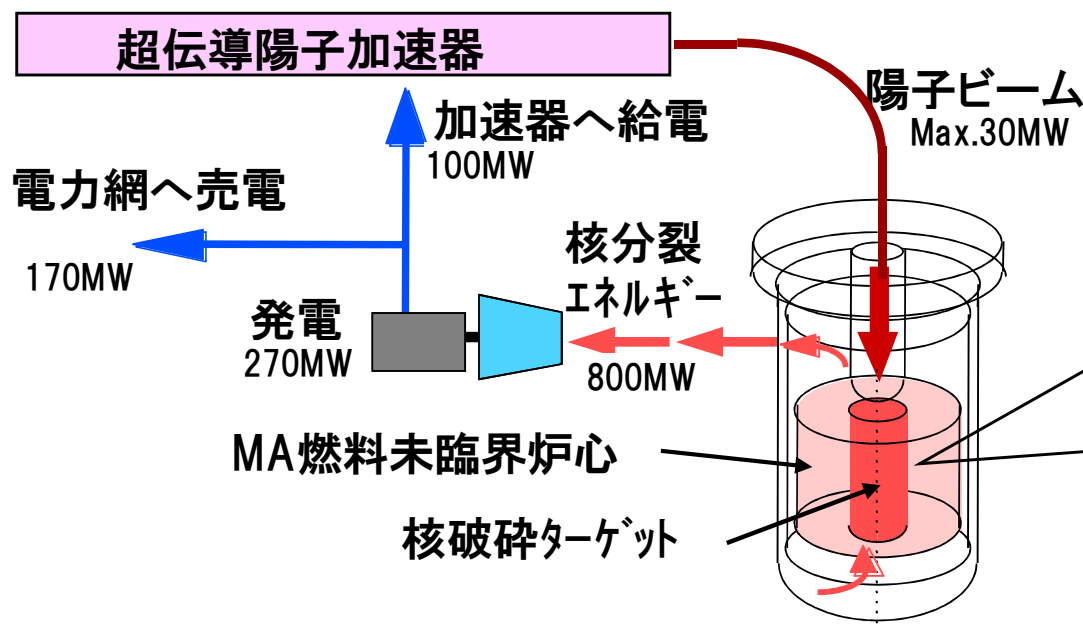 超伝導陽子加速器
陽子ビーム
Max.30MW
加速器へ給電
100MW
電力網へ売電
170MW
核分裂
エネルギー
800MW
発電
270MW
MA燃料未臨界炉心
核破砕ターゲット